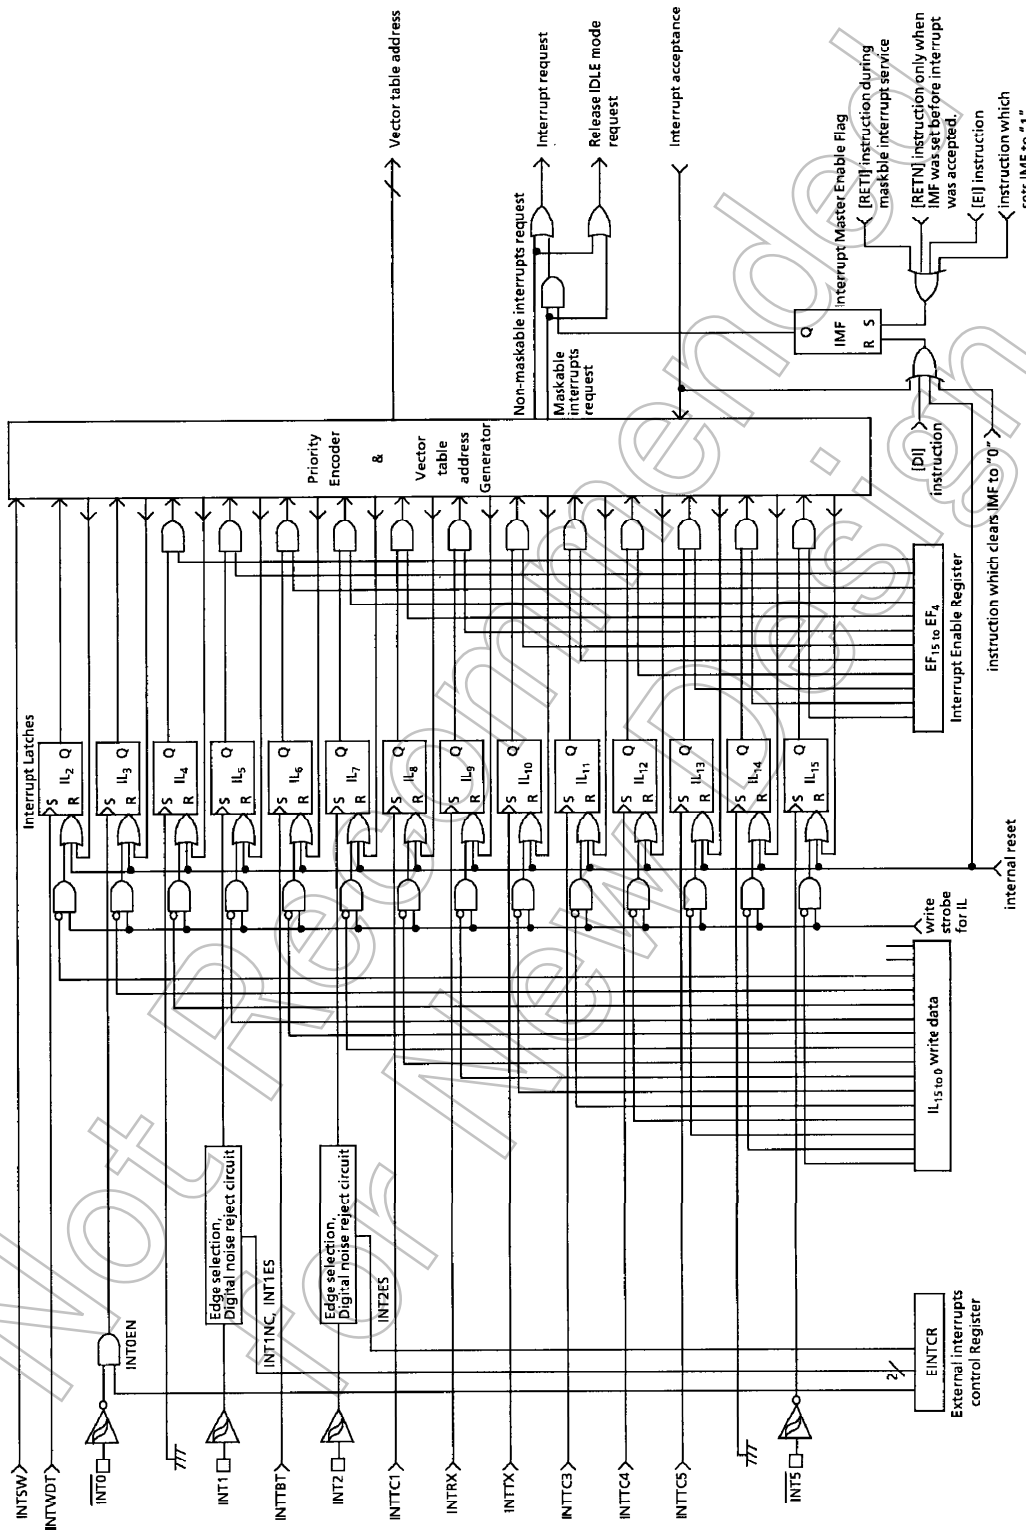 INTSW
INTWDT
INT0
INT1
INTTBT
INT2
INTTC1
INTRX
INTTX
INTTC3
INTTC4
INTTC5
INT5
INT0EN
Edge selection,
Digital noise reject circuit
INT1NC, INT1ES
Edge selection,
Digital noise reject circuit
INT2ES
2
EINTCR
External interrupts
control Register
Interrupt Latches
S IL2 Q R
S IL3 Q R
S IL4 Q R
S IL5 Q R
S IL6 Q R
S IL7 Q R
S IL8 Q R
S IL9 Q R
S IL10 Q R
S IL11 Q R
S IL12 Q R
S IL13 Q R
S IL14 Q R
S IL15 Q R
IL15 to 0 write data
write
strobe
for IL
internal reset
EF15 to EF4
Interrupt Enable Register
Priority
Encoder
&
Vector
table
address
Generator
Vector table address
Non-maskable interrupts request
Maskable
interrupts
request
Interrupt request
Release IDLE mode
request
Interrupt acceptance
Q
IMF
R S
Interrupt Master Enable Flag
[RETI] instruction during
maskble interrupt service
[RETN] instruction only when
IMF was set before interrupt
was accepted.
[EI] instruction
instruction which
sets IMF to "1"
[DI]
instruction
instruction which clears IMF to "0"
Not Recommended
for New Design